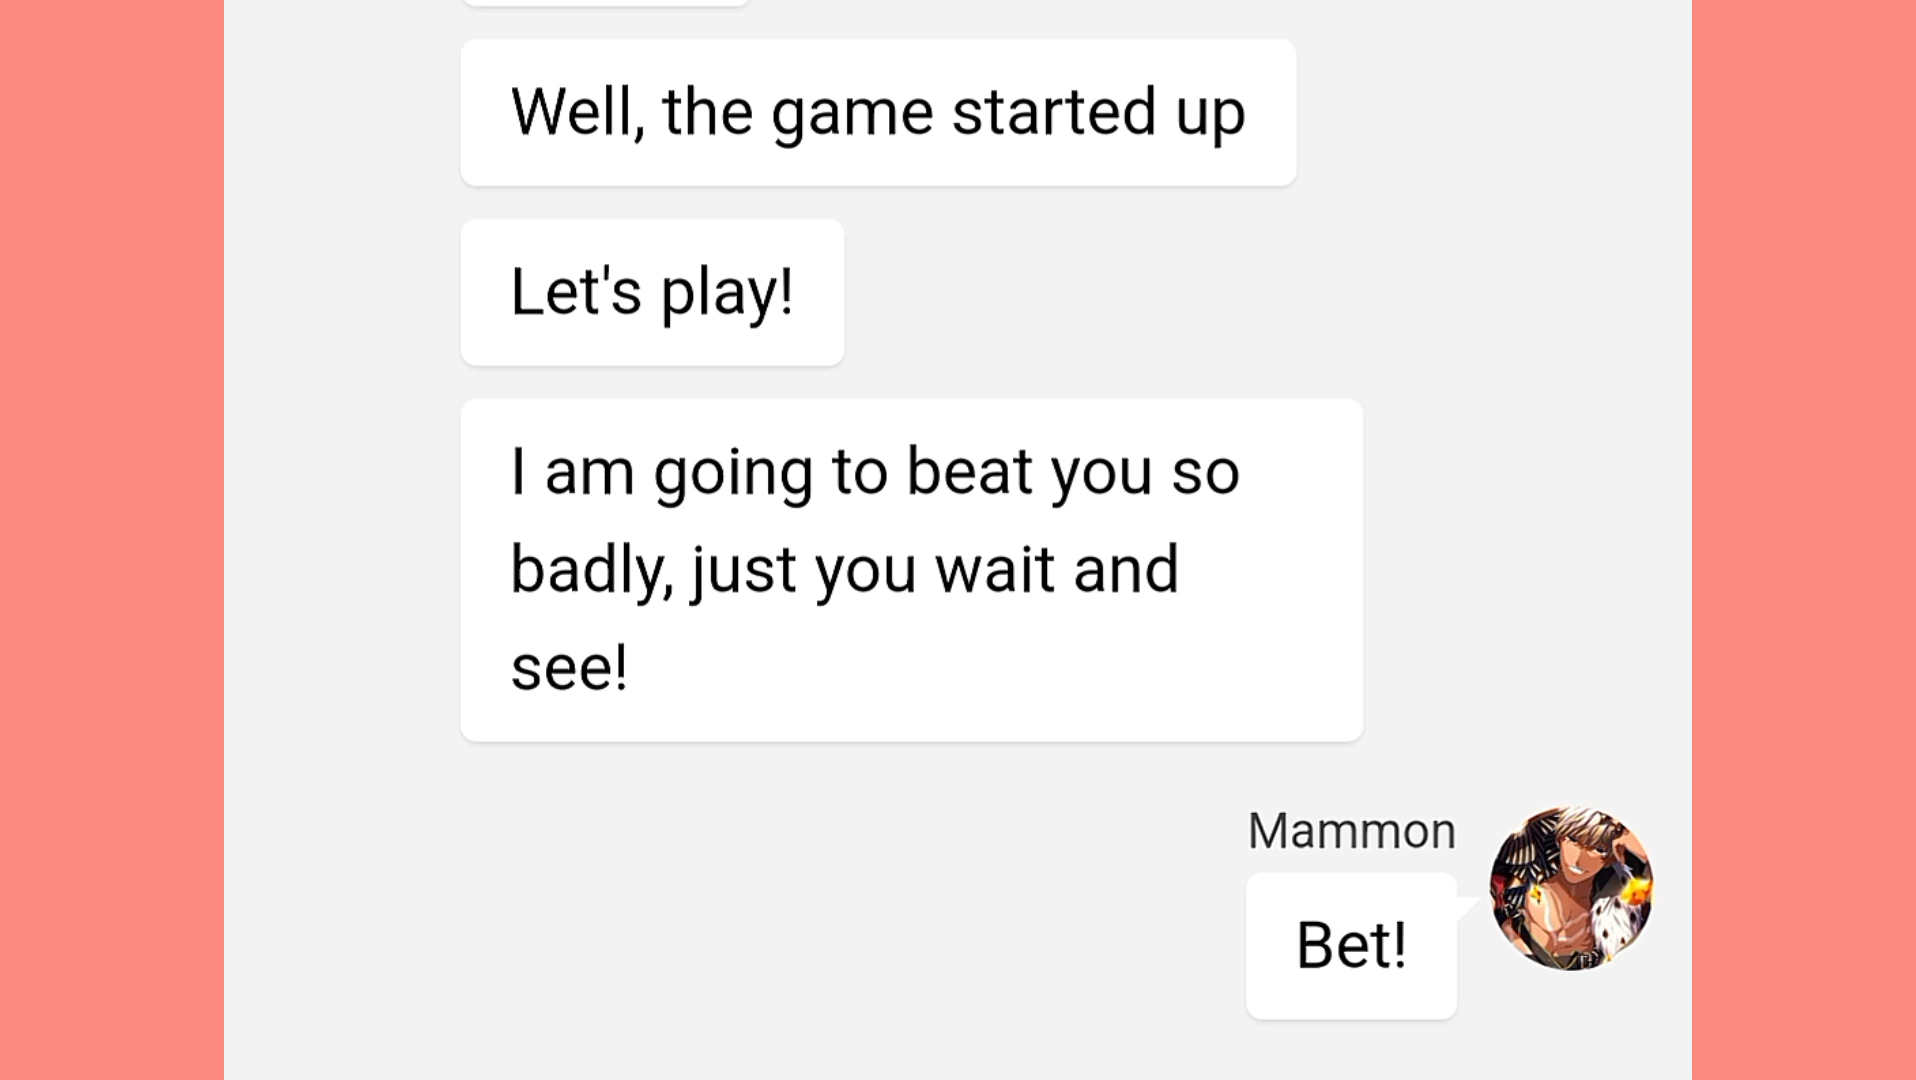 Well, the game started up
Let's play!
I am going to beat you so
badly, just you wait and
see!
Mammon
Bet!